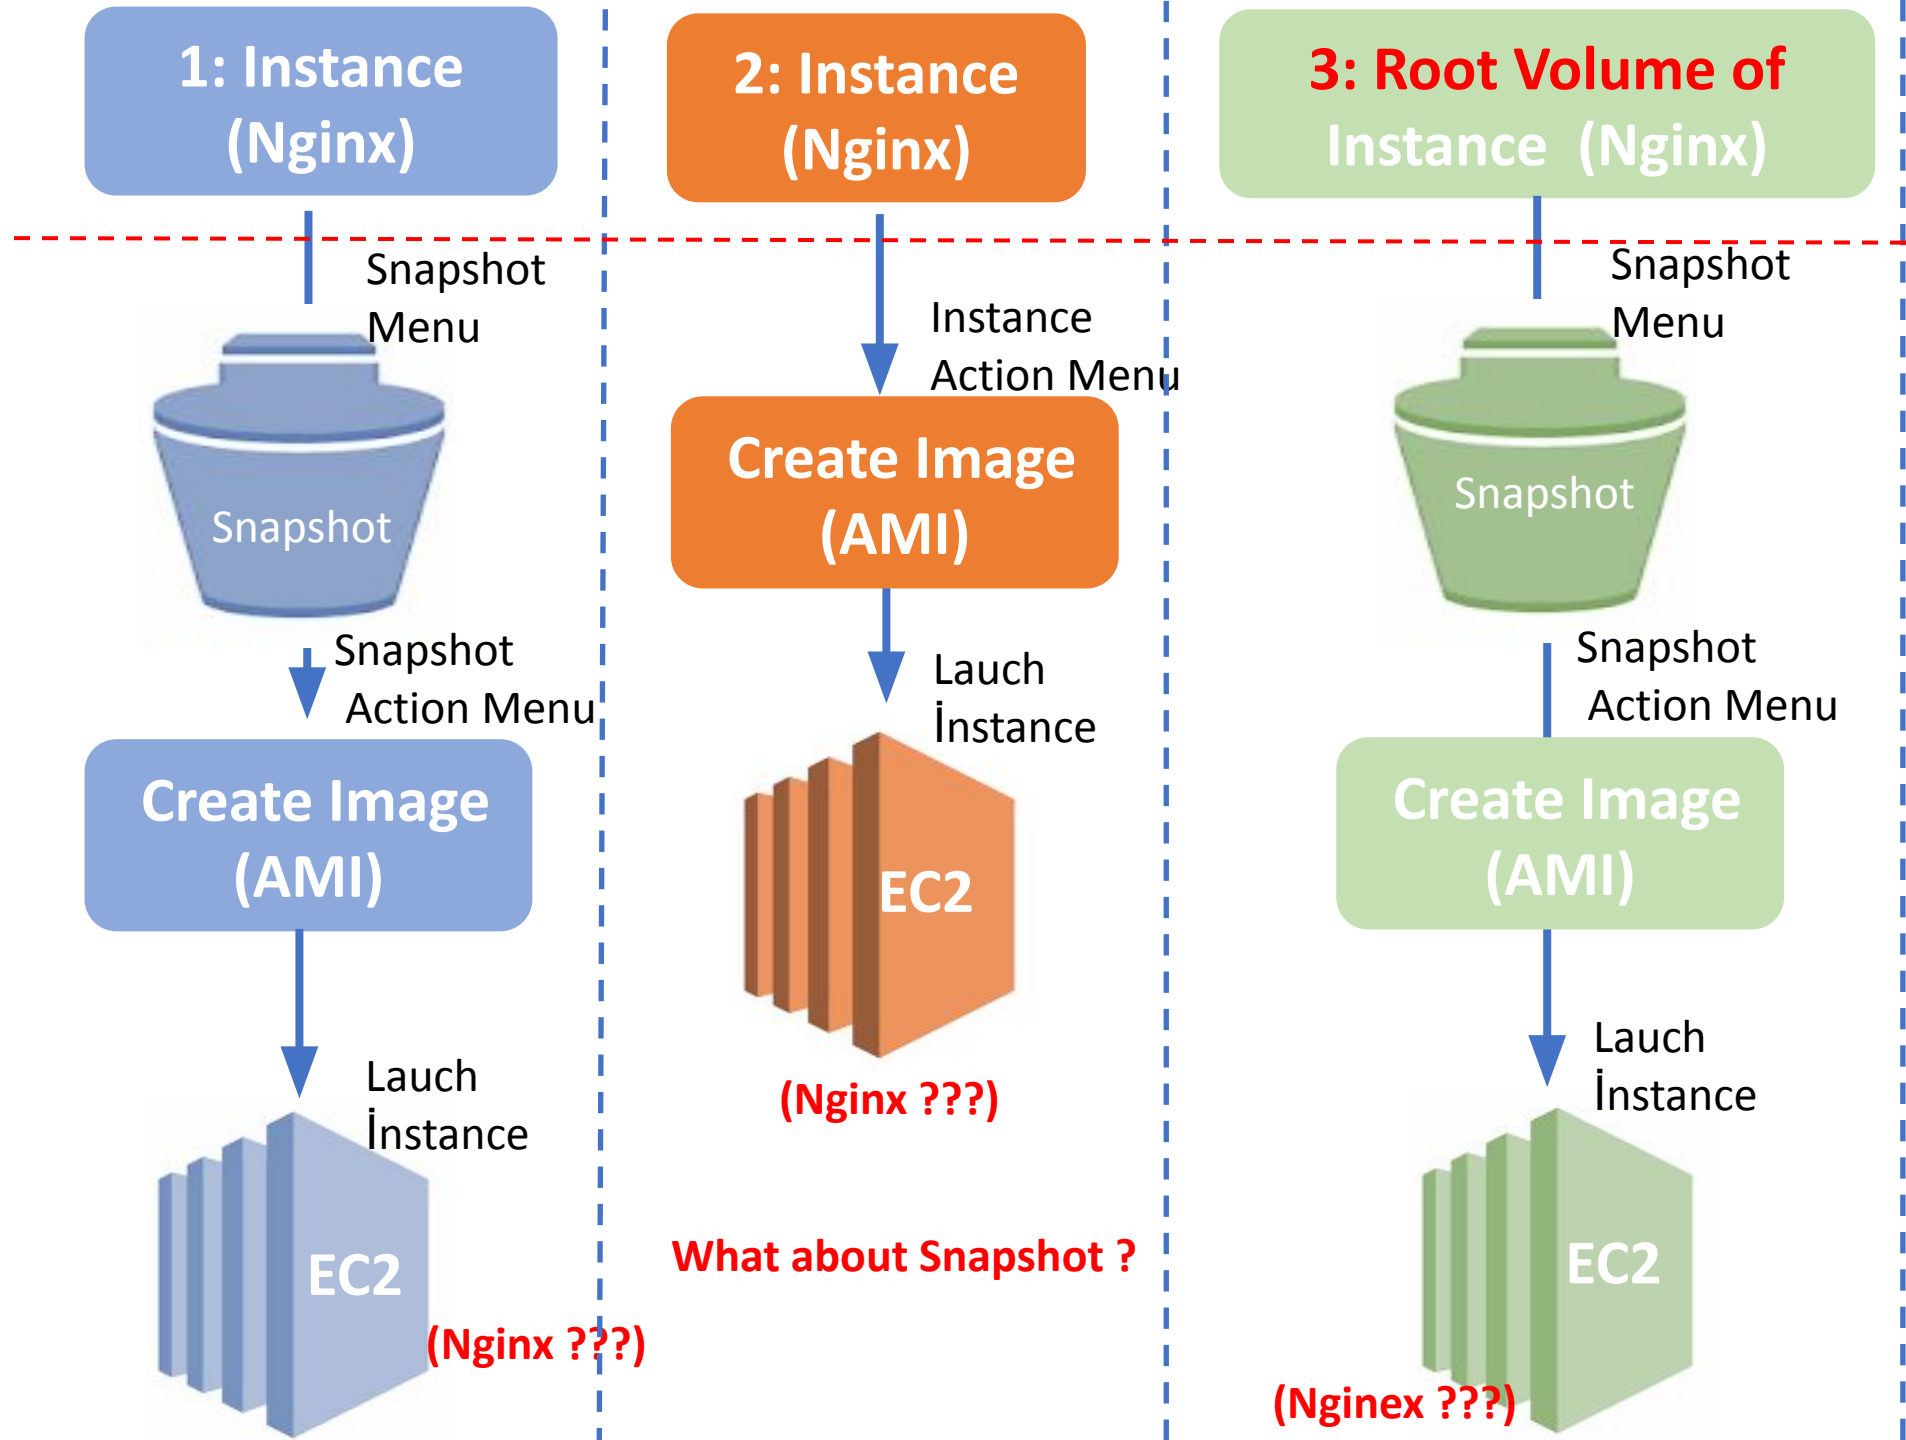 1: Instance
(Nginx)
Snapshot
Menu
Snapshot
Snapshot
Action Menu
Create Image
(AMI)
Lauch
İnstance
EC2
(Nginx ???)
2: Instance
(Nginx)
Instance
Action Menu
Create Image
(AMI)
Lauch
İnstance
EC2
(Nginx ???)
What about Snapshot ?
3: Root Volume of
Instance (Nginx)
Snapshot
Menu
Snapshot
Snapshot
Action Menu
Create Image
(AMI)
Lauch
İnstance
EC2
(Nginex ???)